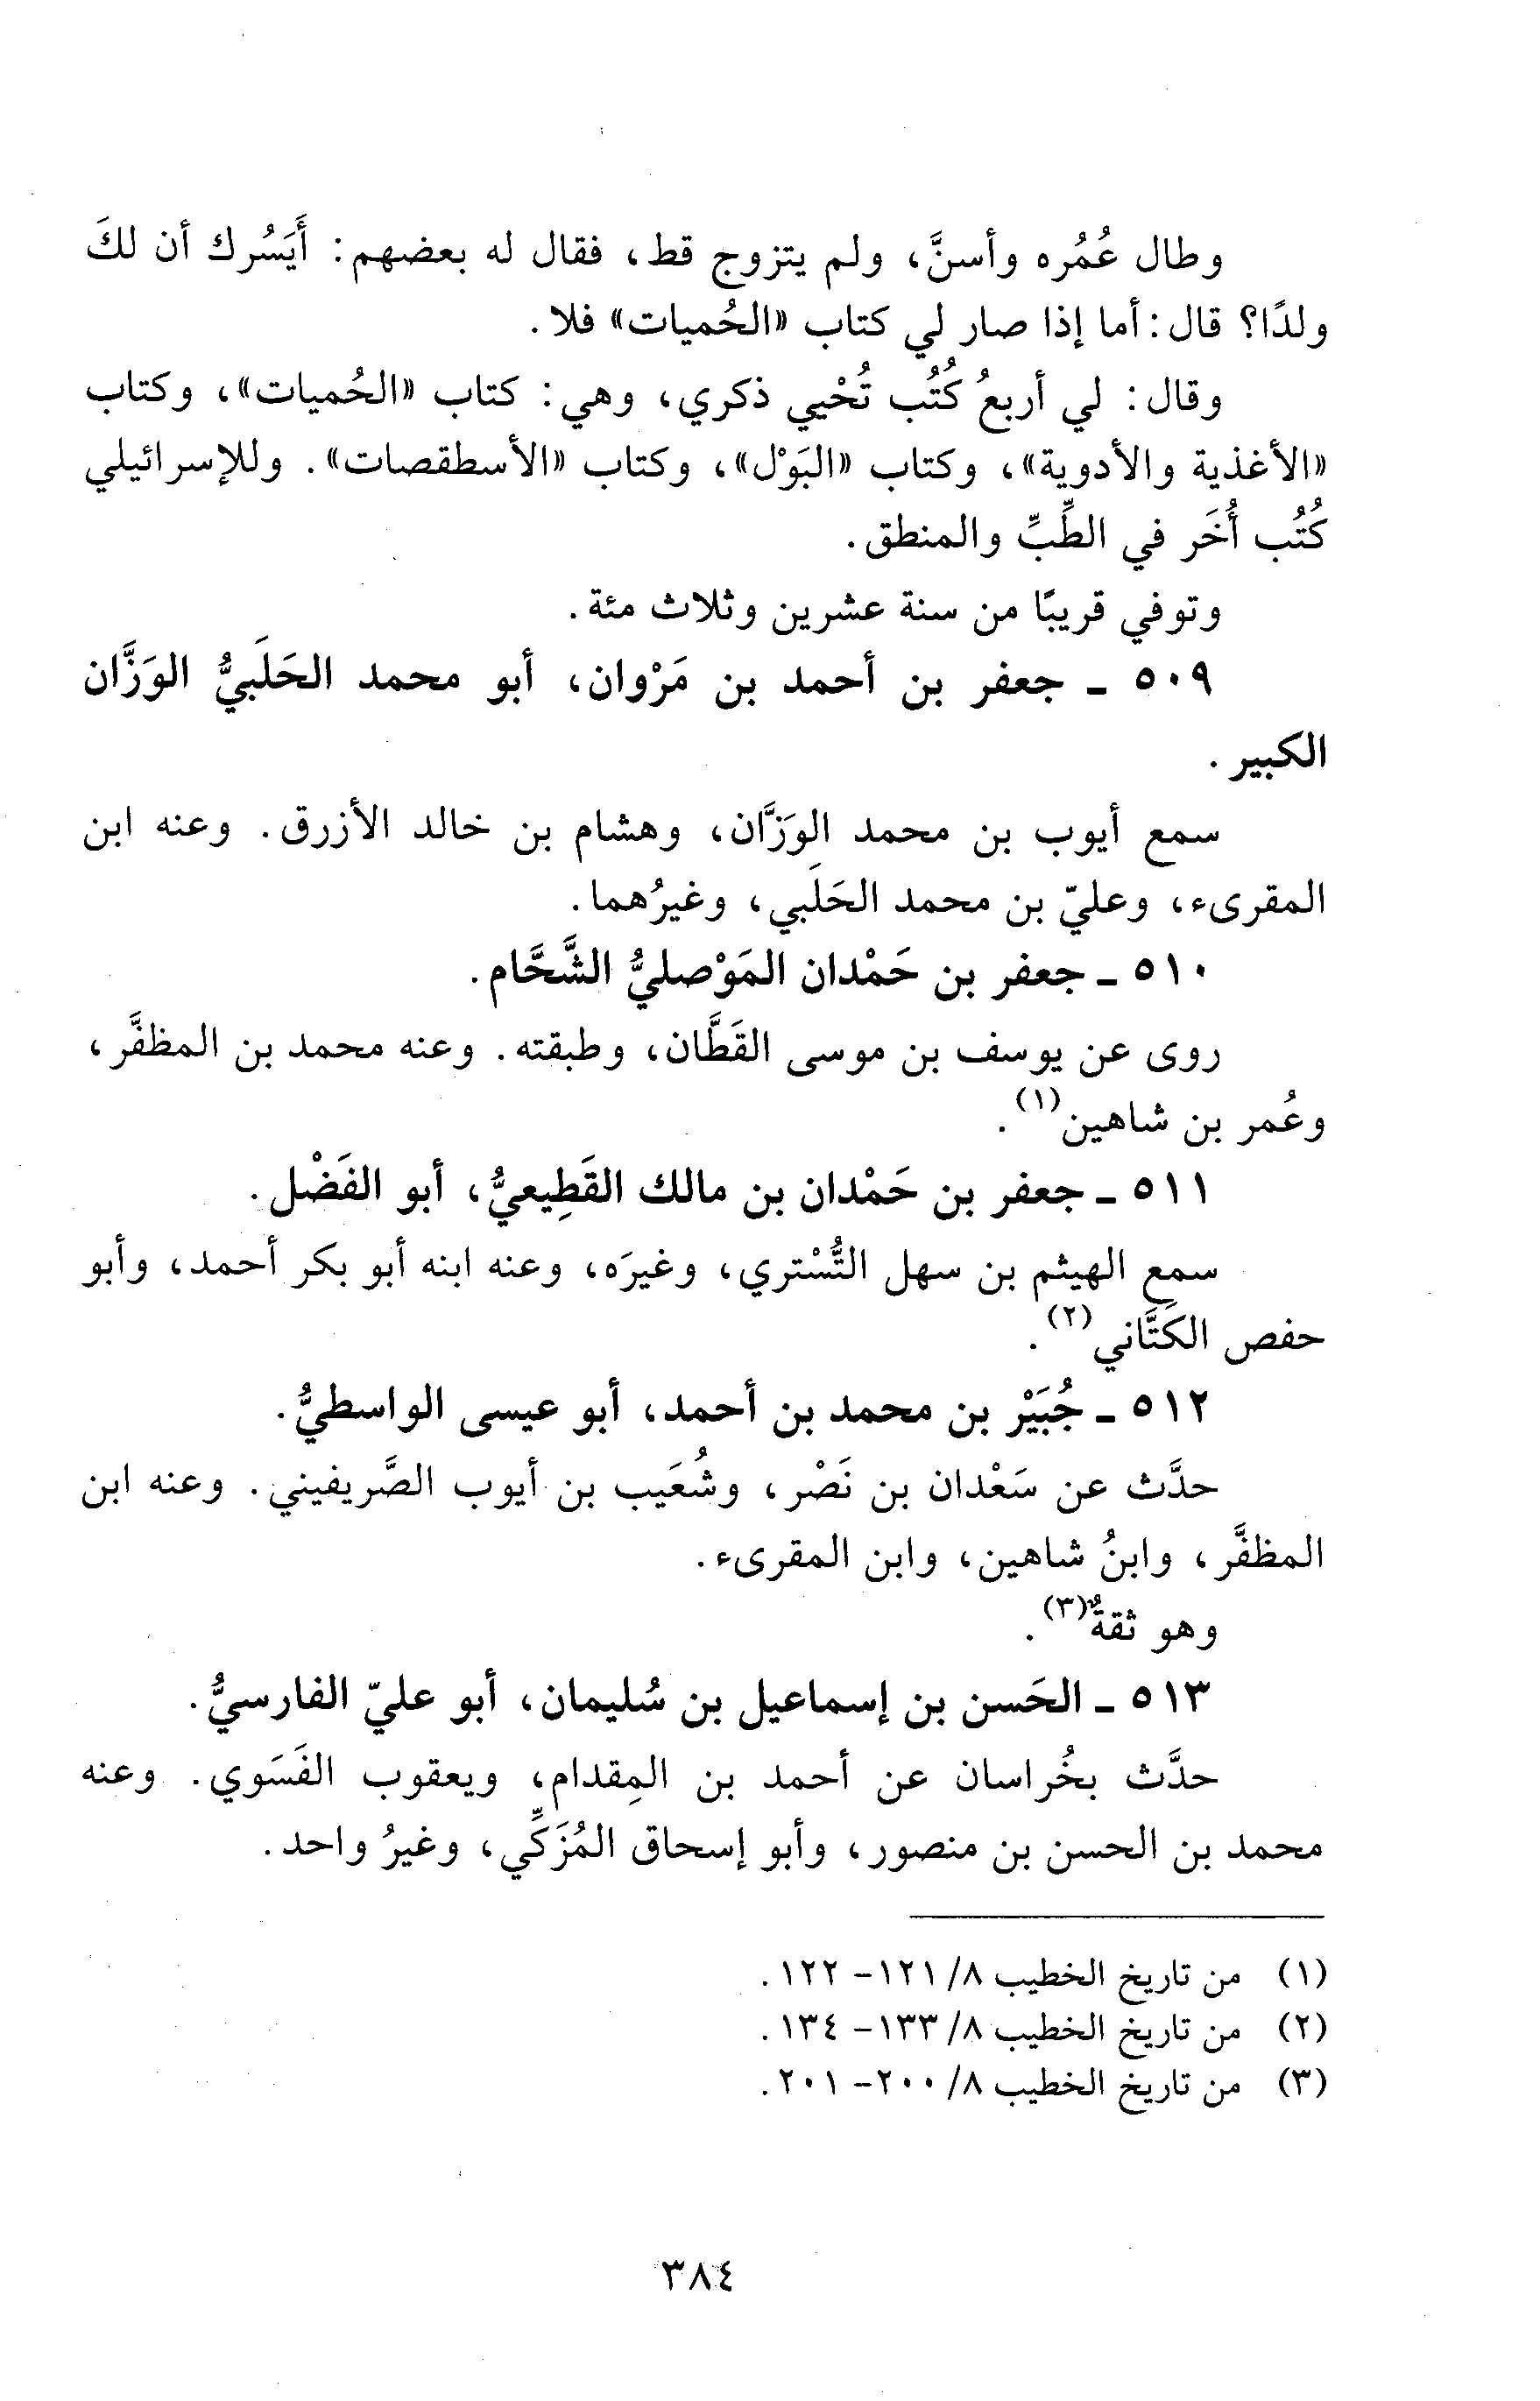 وطال عُمُره وأسنَّ، ولم يتزوج قط، فقال له بعضهم: أَيَسُرك أن لكَ
ولدًا؟ قال: أما إذا صار لي كتاب «الحُميات» فلا.
وقال: لي أربعُ كُتُب تُحْيي ذكري، وهي: كتاب «الحُميات»، وكتاب
«الأغذية والأدوية»، وكتاب «البَوْل»، وكتاب «الأسطقصات». وللإسرائيلي
كُتُب أُخَر في الطِّبِّ والمنطق.
وتوفي قريبًا من سنة عشرين وثلاث مئة.
٥٠٩ ـ جعفر بن أحمد بن مَرْوان، أبو محمد الحَلَبيُّ الوَزَّان
الكبير.
سمع أيوب بن محمد الوَزَّان، وهشام بن خالد الأزرق. وعنه ابن
المقرىء، وعليّ بن محمد الحَلَبي، وغيرُهما.
٥١٠ ـ جعفر بن حَمْدان المَوْصليُّ الشَّحَّام.
روى عن يوسف بن موسى القَطَّان، وطبقته. وعنه محمد بن المظفَّر،
وعُمر بن شاهين(١).
٥١١ ـ جعفر بن حَمْدان بن مالك القَطِيعيُّ، أبو الفَضْل.
سمع الهيثم بن سهل التُّسْتري، وغيرَه، وعنه ابنه أبو بكر أحمد، وأبو
حفص الكَتَّاني(٢).
٥١٢ ـ جُبَيْر بن محمد بن أحمد، أبو عيسى الواسطيُّ.
حدَّث عن سَعْدان بن نَصْر، وشُعَيب بن أيوب الصَّريفيني. وعنه ابن
المظفَّر، وابنُ شاهين، وابن المقرىء.
وهو ثقةٌ(٣).
٥١٣ ـ الحَسن بن إسماعيل بن سُليمان، أبو عليّ الفارسيُّ.
حدَّث بخُراسان عن أحمد بن المِقدام، ويعقوب الفَسَوي. وعنه
محمد بن الحسن بن منصور، وأبو إسحاق المُزَكِّي، وغيرُ واحد.
(١) من تاريخ الخطيب ٨/ ١٢١- ١٢٢.
(٢) من تاريخ الخطيب ٨/ ١٣٣- ١٣٤.
(٣) من تاريخ الخطيب ٨/ ٢٠٠- ٢٠١.
٣٨٤